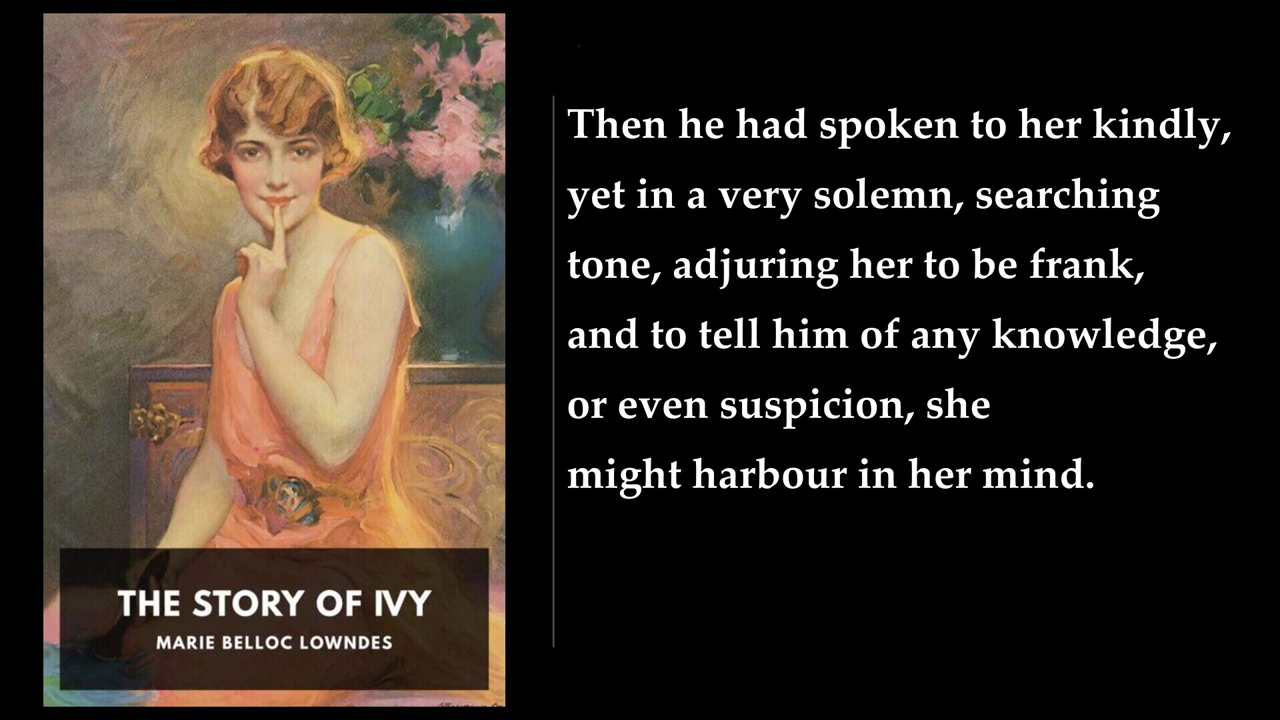 THE STORY OF IVY
MARIE BELLOC LOWNDES
Then he had spoken to her kindly,
yet in a very solemn, searching
tone, adjuring her to be frank,
and to tell him of any knowledge,
or even suspicion, she
might harbour in her mind.